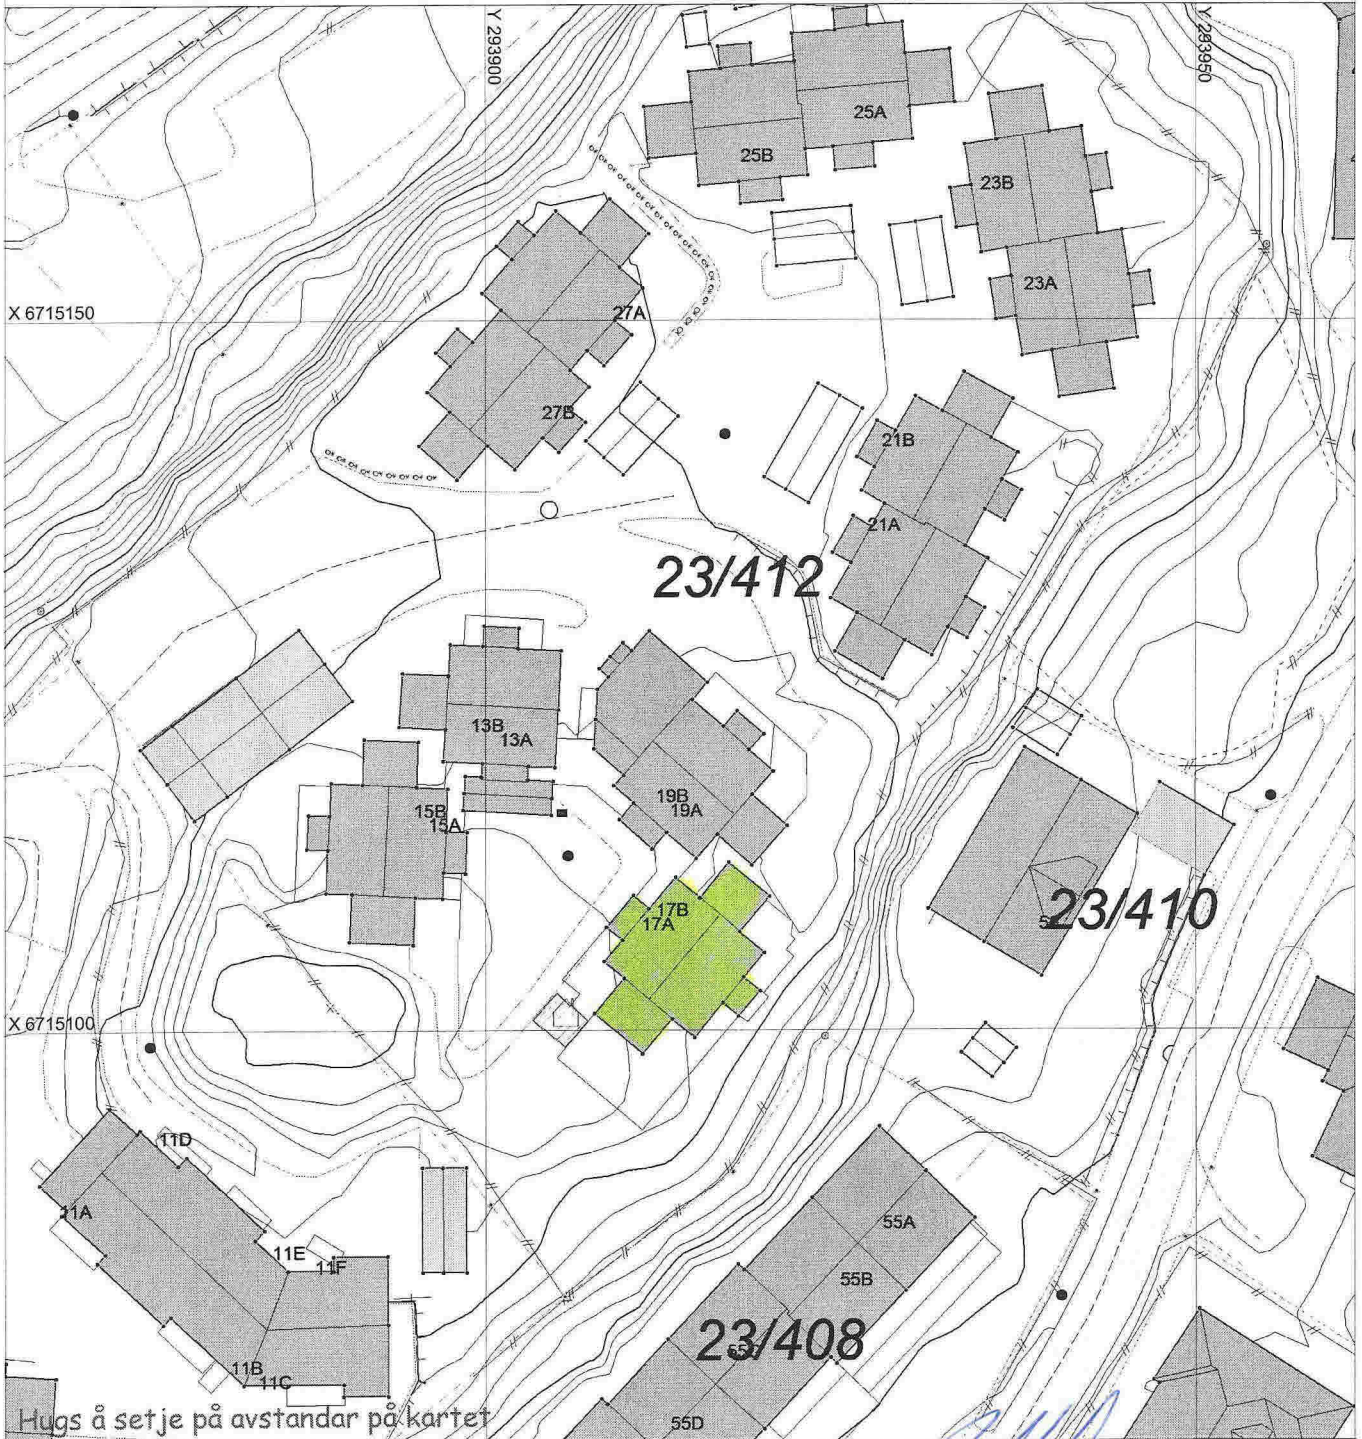 Y 293900
Y 293950
25A
25B
23B
23A
27A
X 6715150
27B
21B
21A
23/412
13B
13A
19B
19A
15B
15A
17B
17A
23/410
X 6715100
11D
11A
55A
11E
11F
55B
23/408
11B
11C
55D
Hugs å setje på avstandar på kartet